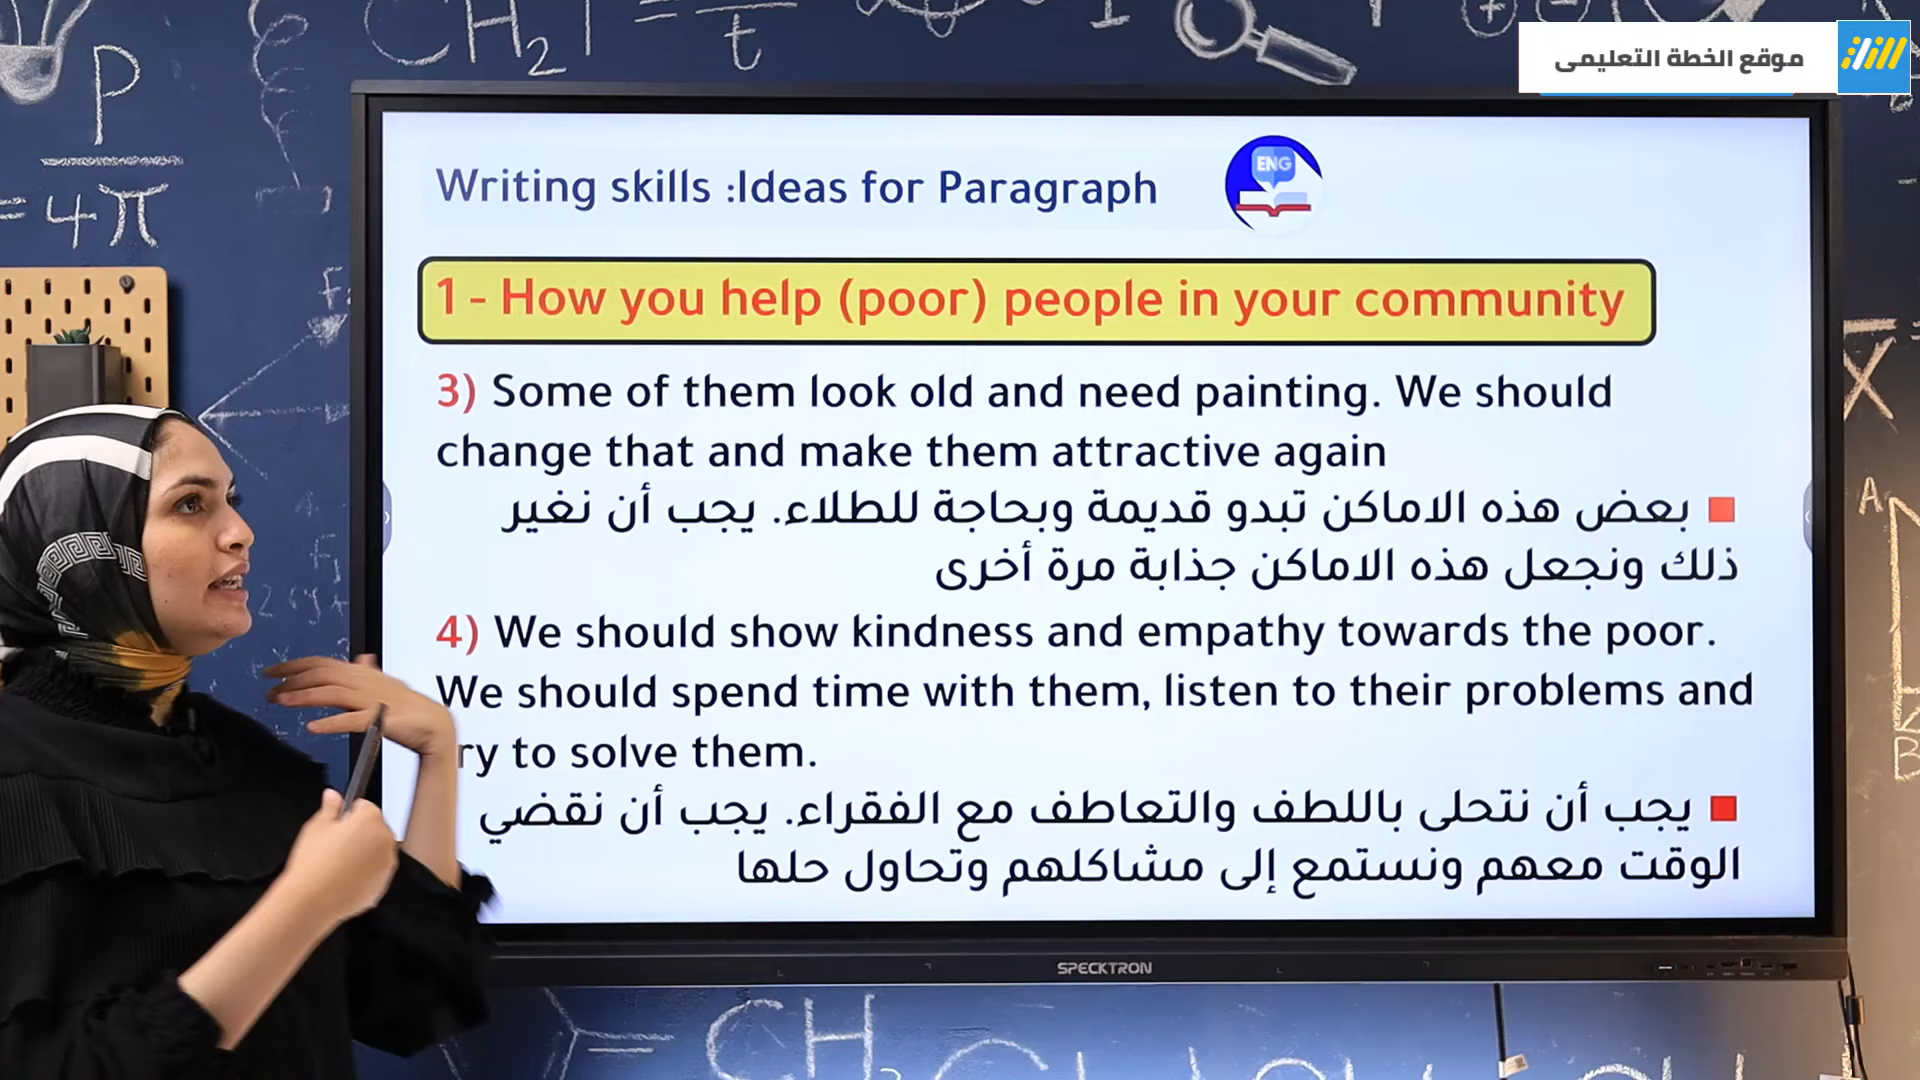 موقع الخطة التعليمى
P
= 4π
CH₂
t
Writing skills :Ideas for Paragraph
ENG
1 - How you help (poor) people in your community
3) Some of them look old and need painting. We should
change that and make them attractive again
بعض هذه الاماكن تبدو قديمة وبحاجة للطلاء. يجب أن نغير
ذلك ونجعل هذه الاماكن جذابة مرة أخرى
4) We should show kindness and empathy towards the poor.
We should spend time with them, listen to their problems and
ry to solve them.
يجب أن نتحلى باللطف والتعاطف مع الفقراء. يجب أن نقضي
الوقت معهم ونستمع إلى مشاكلهم وتحاول حلها
SPECKTRON
X
A
B
CH₂